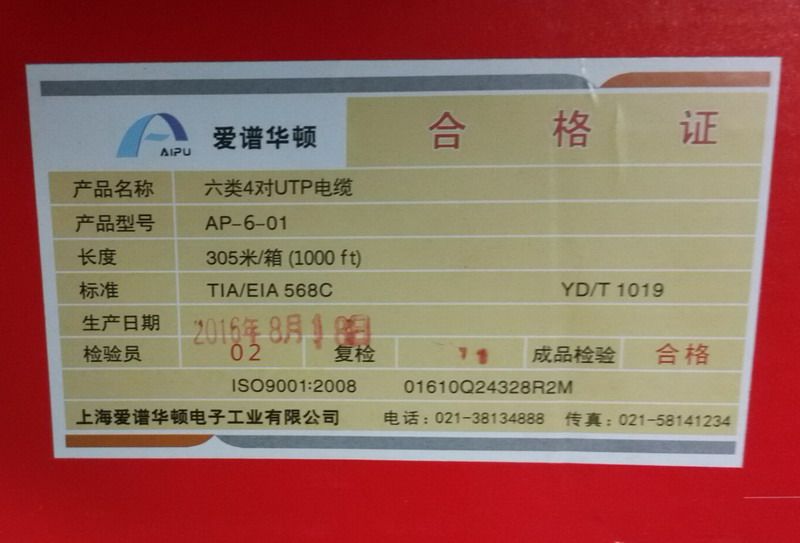 AIPU 爱谱华顿 合格证
产品名称 六类4对UTP电缆
产品型号 AP-6-01
长度 305米/箱 (1000 ft)
标准 TIA/EIA 568C YD/T 1019
生产日期 2016年8月18日
检验员 02 复检 成品检验 合格
ISO9001:2008 01610Q24328R2M
上海爱谱华顿电子工业有限公司 电话:021-38134888 传真:021-58141234